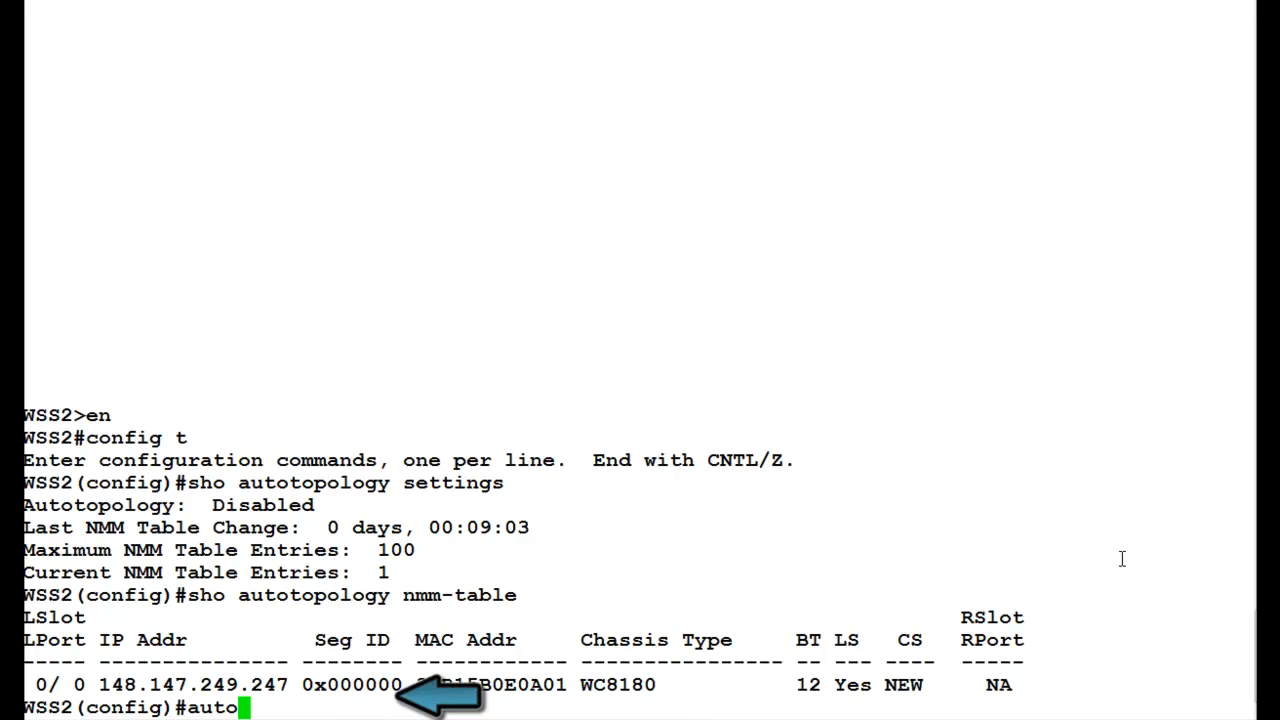 WSS2>en
WSS2#config t
Enter configuration commands, one per line.  End with CNTL/Z.
WSS2(config)#sho autotopology settings
Autotopology:  Disabled
Last NMM Table Change:  0 days, 00:09:03
Maximum NMM Table Entries:  100
Current NMM Table Entries:  1
WSS2(config)#sho autotopology nmm-table
LSlot RSlot
LPort IP Addr Seg ID MAC Addr Chassis Type BT LS CS RPort
----- --------------- -------- ------------ ---------------- -- --- ---- -----
0/ 0 148.147.249.247 0x000000 WC8180 12 Yes NEW NA
WSS2(config)#auto